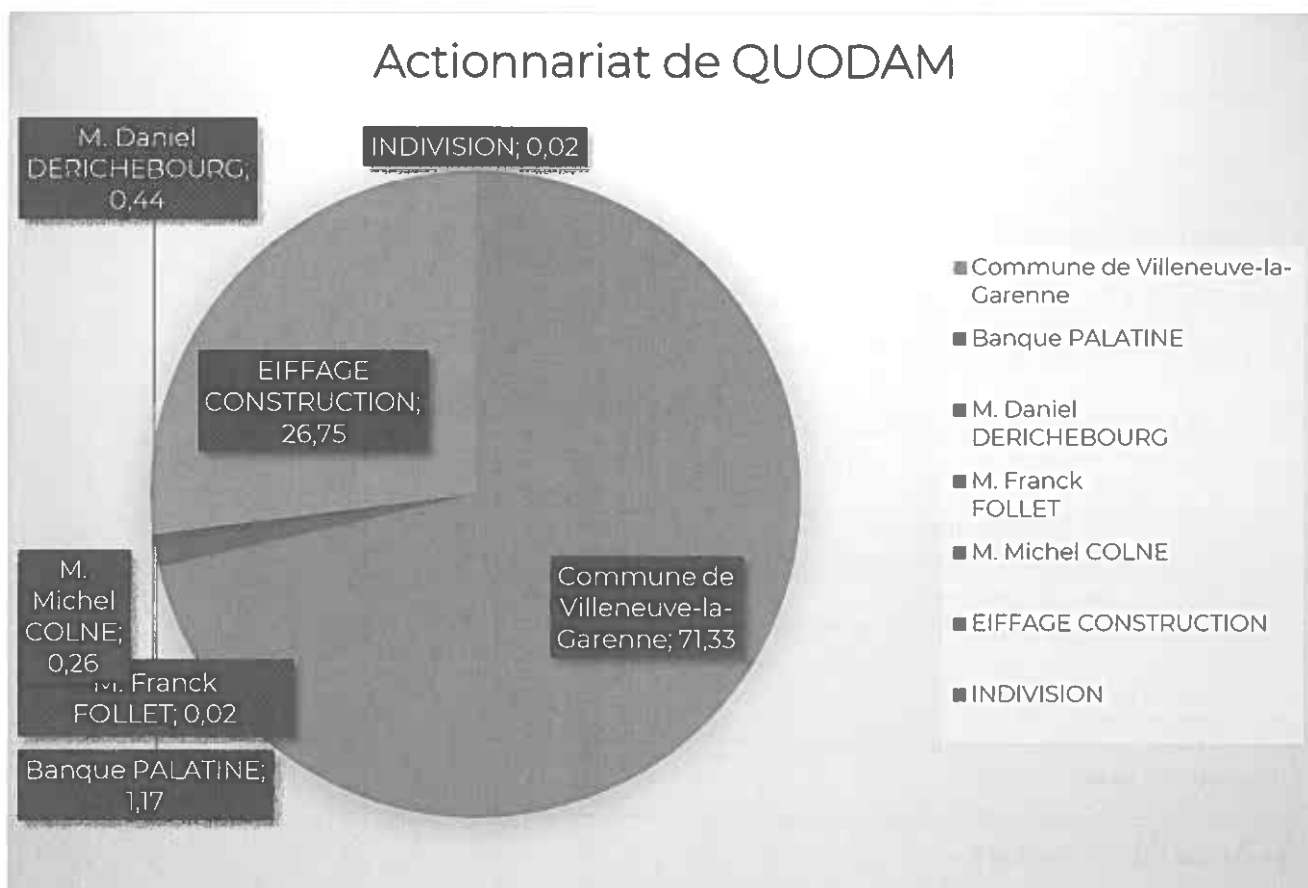 Actionnariat de QUODAM
M. Daniel
DERICHEBOURG;
0,44
INDIVISION; 0,02
EIFFAGE
CONSTRUCTION;
26,75
M.
Michel
COLNE;
0,26
M. Franck
FOLLET; 0,02
Banque PALATINE;
1,17
Commune de
Villeneuve-la-
Garenne; 71,33
Commune de Villeneuve-la-
Garenne
Banque PALATINE
M. Daniel
DERICHEBOURG
M. Franck
FOLLET
M. Michel COLNE
EIFFAGE CONSTRUCTION
INDIVISION